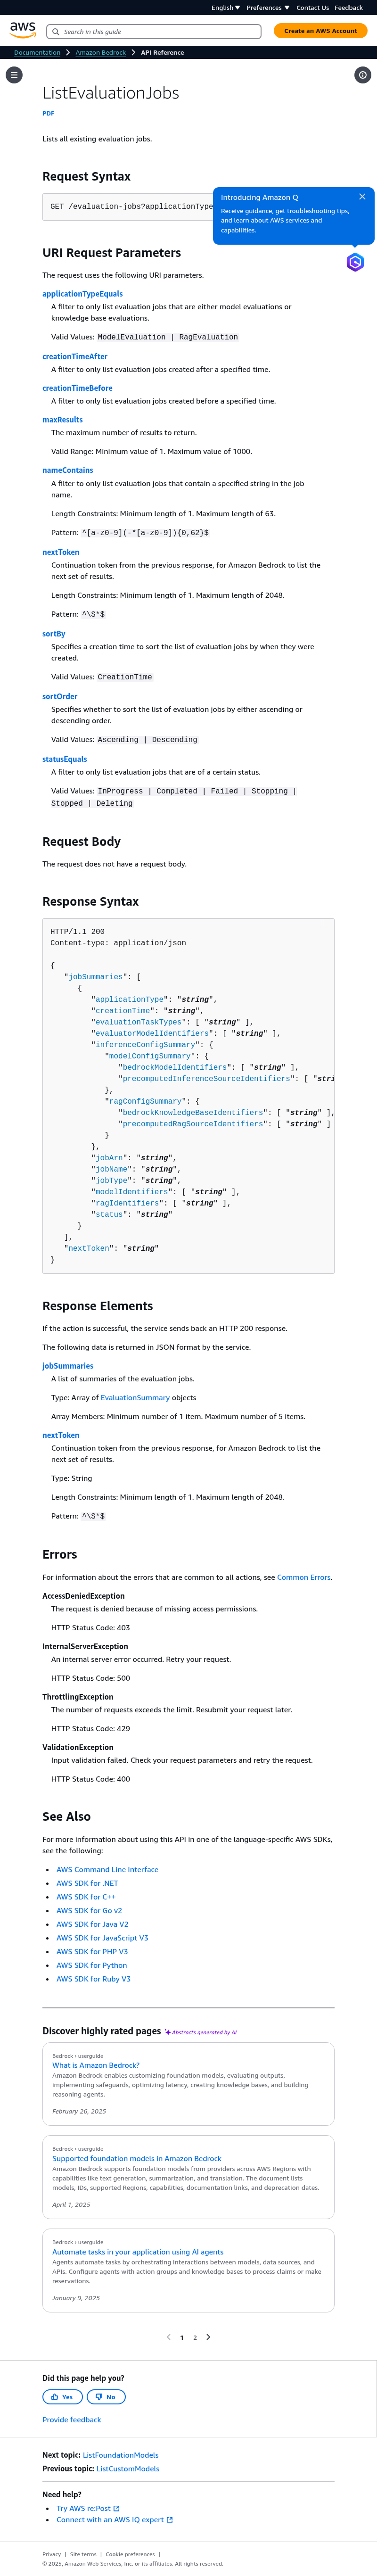 English Preferences Contact Us Feedback
aws Search in this guide Create an AWS Account
Documentation Amazon Bedrock API Reference
ListEvaluationJobs
PDF
Lists all existing evaluation jobs.
Request Syntax
GET /evaluation-jobs?applicationType
Introducing Amazon Q
Receive guidance, get troubleshooting tips,
and learn about AWS services and
capabilities.
URI Request Parameters
The request uses the following URI parameters.
applicationTypeEquals
A filter to only list evaluation jobs that are either model evaluations or
knowledge base evaluations.
Valid Values: ModelEvaluation | RagEvaluation
creationTimeAfter
A filter to only list evaluation jobs created after a specified time.
creationTimeBefore
A filter to only list evaluation jobs created before a specified time.
maxResults
The maximum number of results to return.
Valid Range: Minimum value of 1. Maximum value of 1000.
nameContains
A filter to only list evaluation jobs that contain a specified string in the job
name.
Length Constraints: Minimum length of 1. Maximum length of 63.
Pattern: ^[a-z0-9](-*[a-z0-9]){0,62}$
nextToken
Continuation token from the previous response, for Amazon Bedrock to list the
next set of results.
Length Constraints: Minimum length of 1. Maximum length of 2048.
Pattern: ^\S*$
sortBy
Specifies a creation time to sort the list of evaluation jobs by when they were
created.
Valid Values: CreationTime
sortOrder
Specifies whether to sort the list of evaluation jobs by either ascending or
descending order.
Valid Values: Ascending | Descending
statusEquals
A filter to only list evaluation jobs that are of a certain status.
Valid Values: InProgress | Completed | Failed | Stopping |
Stopped | Deleting
Request Body
The request does not have a request body.
Response Syntax
HTTP/1.1 200
Content-type: application/json
{
"jobSummaries": [
{
"applicationType": "string",
"creationTime": "string",
"evaluationTaskTypes": [ "string" ],
"evaluatorModelIdentifiers": [ "string" ],
"inferenceConfigSummary": {
"modelConfigSummary": {
"bedrockModelIdentifiers": [ "string" ],
"precomputedInferenceSourceIdentifiers": [ "stri
},
"ragConfigSummary": {
"bedrockKnowledgeBaseIdentifiers": [ "string" ],
"precomputedRagSourceIdentifiers": [ "string" ]
}
},
"jobArn": "string",
"jobName": "string",
"jobType": "string",
"modelIdentifiers": [ "string" ],
"ragIdentifiers": [ "string" ],
"status": "string"
}
],
"nextToken": "string"
}
Response Elements
If the action is successful, the service sends back an HTTP 200 response.
The following data is returned in JSON format by the service.
jobSummaries
A list of summaries of the evaluation jobs.
Type: Array of EvaluationSummary objects
Array Members: Minimum number of 1 item. Maximum number of 5 items.
nextToken
Continuation token from the previous response, for Amazon Bedrock to list the
next set of results.
Type: String
Length Constraints: Minimum length of 1. Maximum length of 2048.
Pattern: ^\S*$
Errors
For information about the errors that are common to all actions, see Common Errors.
AccessDeniedException
The request is denied because of missing access permissions.
HTTP Status Code: 403
InternalServerException
An internal server error occurred. Retry your request.
HTTP Status Code: 500
ThrottlingException
The number of requests exceeds the limit. Resubmit your request later.
HTTP Status Code: 429
ValidationException
Input validation failed. Check your request parameters and retry the request.
HTTP Status Code: 400
See Also
For more information about using this API in one of the language-specific AWS SDKs,
see the following:
• AWS Command Line Interface
• AWS SDK for .NET
• AWS SDK for C++
• AWS SDK for Go v2
• AWS SDK for Java V2
• AWS SDK for JavaScript V3
• AWS SDK for PHP V3
• AWS SDK for Python
• AWS SDK for Ruby V3
Discover highly rated pages Abstracts generated by AI
Bedrock › userguide
What is Amazon Bedrock?
Amazon Bedrock enables customizing foundation models, evaluating outputs,
implementing safeguards, optimizing latency, creating knowledge bases, and building
reasoning agents.
February 26, 2025
Bedrock › userguide
Supported foundation models in Amazon Bedrock
Amazon Bedrock supports foundation models from providers across AWS Regions with
capabilities like text generation, summarization, and translation. The document lists
models, IDs, supported Regions, capabilities, documentation links, and deprecation dates.
April 1, 2025
Bedrock › userguide
Automate tasks in your application using AI agents
Agents automate tasks by orchestrating interactions between models, data sources, and
APIs. Configure agents with action groups and knowledge bases to process claims or make
reservations.
January 9, 2025
1 2
Did this page help you?
Yes No
Provide feedback
Next topic: ListFoundationModels
Previous topic: ListCustomModels
Need help?
• Try AWS re:Post
• Connect with an AWS IQ expert
Privacy | Site terms | Cookie preferences |
© 2025, Amazon Web Services, Inc. or its affiliates. All rights reserved.